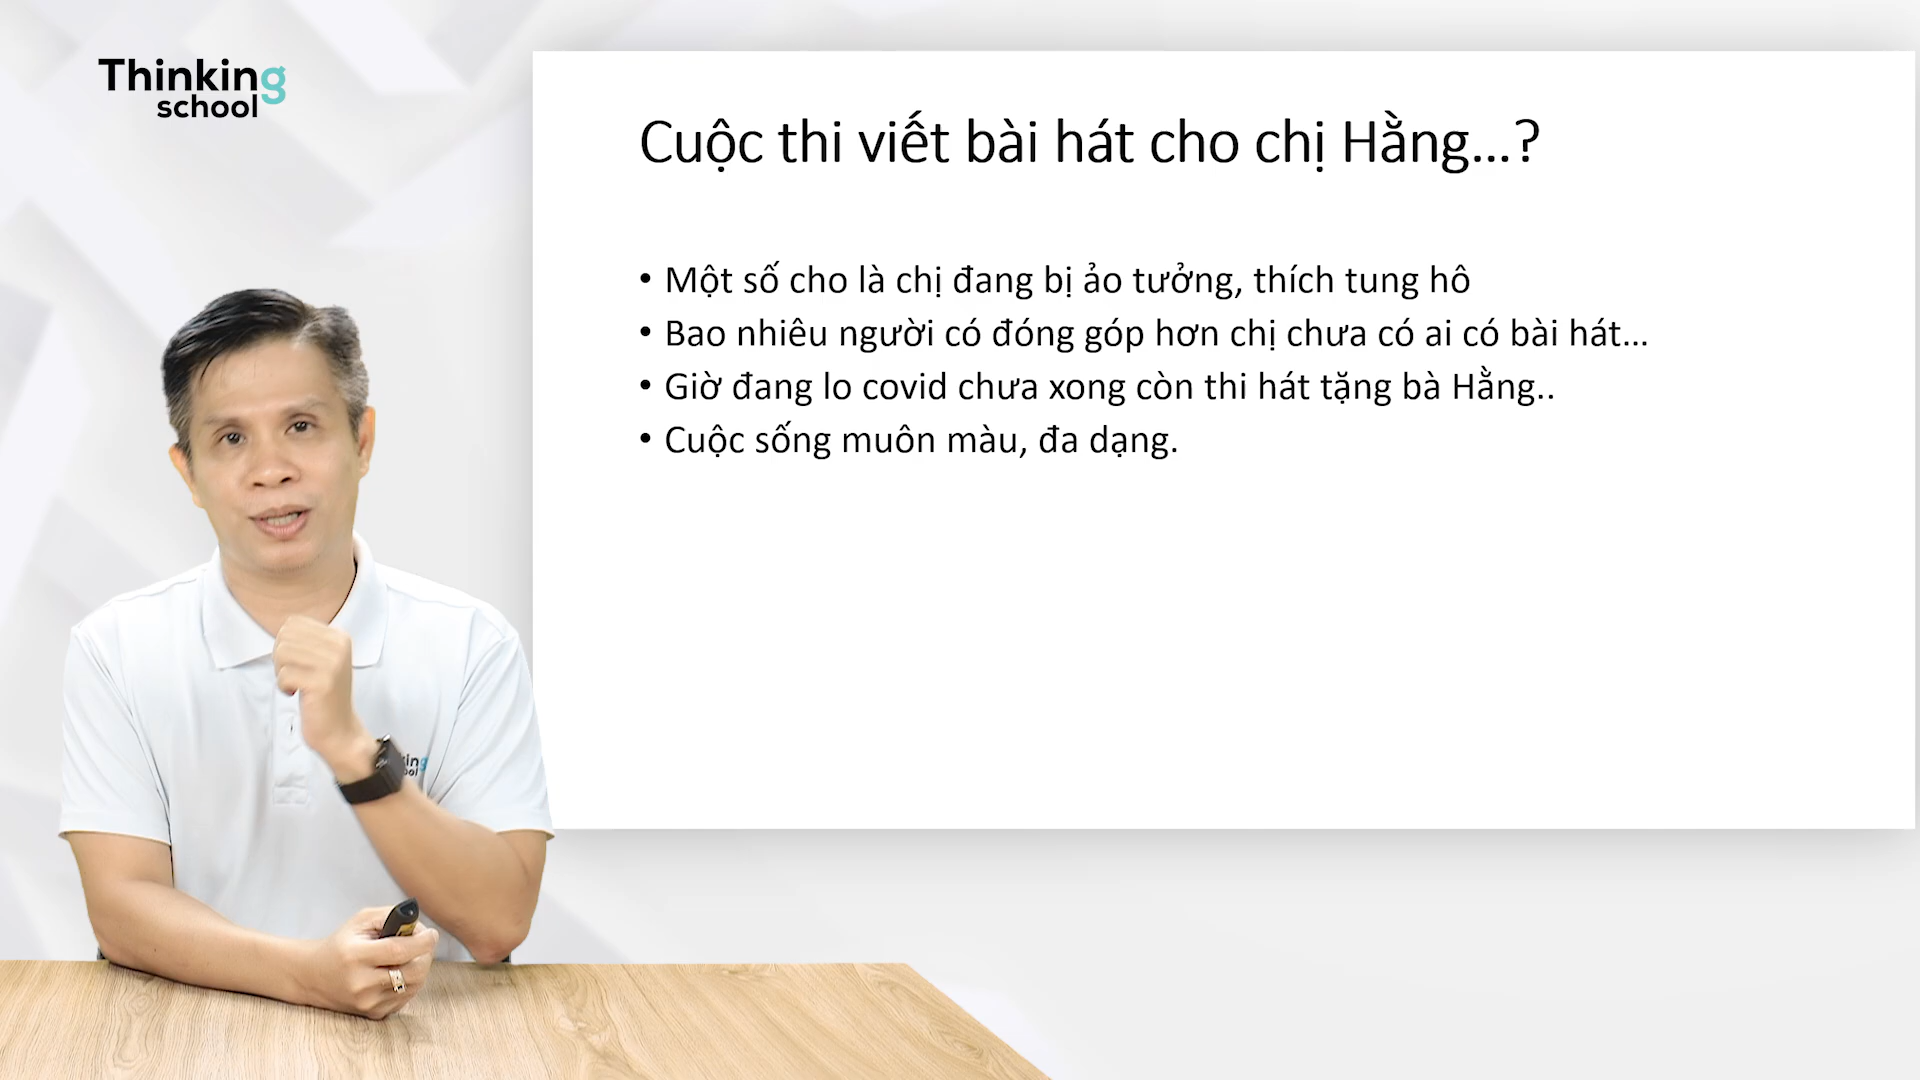 Thinking
school
Cuộc thi viết bài hát cho chị Hằng...?
• Một số cho là chị đang bị ảo tưởng, thích tung hô
• Bao nhiêu người có đóng góp hơn chị chưa có ai có bài hát...
• Giờ đang lo covid chưa xong còn thi hát tặng bà Hằng..
• Cuộc sống muôn màu, đa dạng.